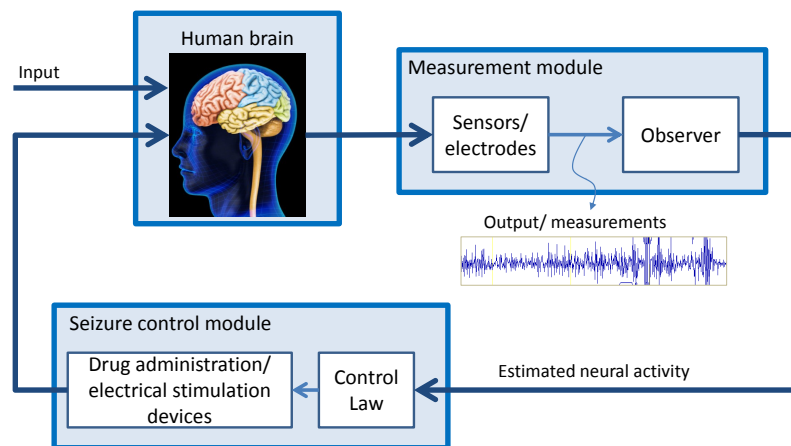 Human brain
Input
Measurement module
Sensors/
electrodes
Observer
Output/ measurements
Seizure control module
Drug administration/
electrical stimulation
devices
Control
Law
Estimated neural activity